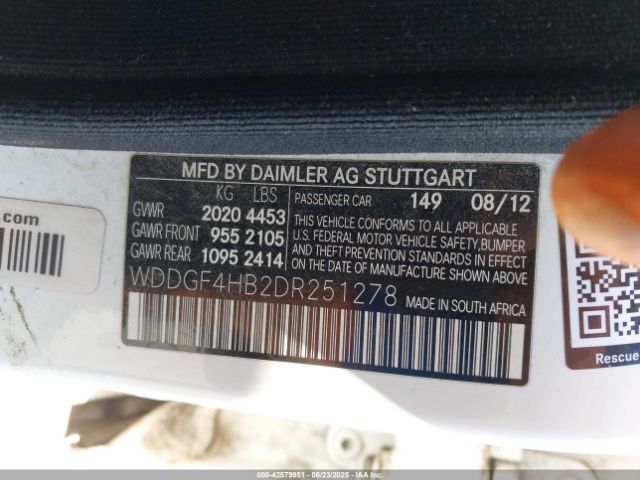 MFD BY DAIMLER AG STUTTGART
KG LBS
GVWR 2020 4453
GAWR FRONT 955 2105
GAWR REAR 1095 2414
PASSENGER CAR 149 08/12
THIS VEHICLE CONFORMS TO ALL APPLICABLE
U.S. FEDERAL MOTOR VEHICLE SAFETY, BUMPER
AND THEFT PREVENTION STANDARDS IN EFFECT
ON THE DATE OF MANUFACTURE SHOWN ABOVE.
WDDGF4HB2DR251278 MADE IN SOUTH AFRICA
.com
Rescue
000-42579951 - 06/23/2025 - IAAI.com - Copyright